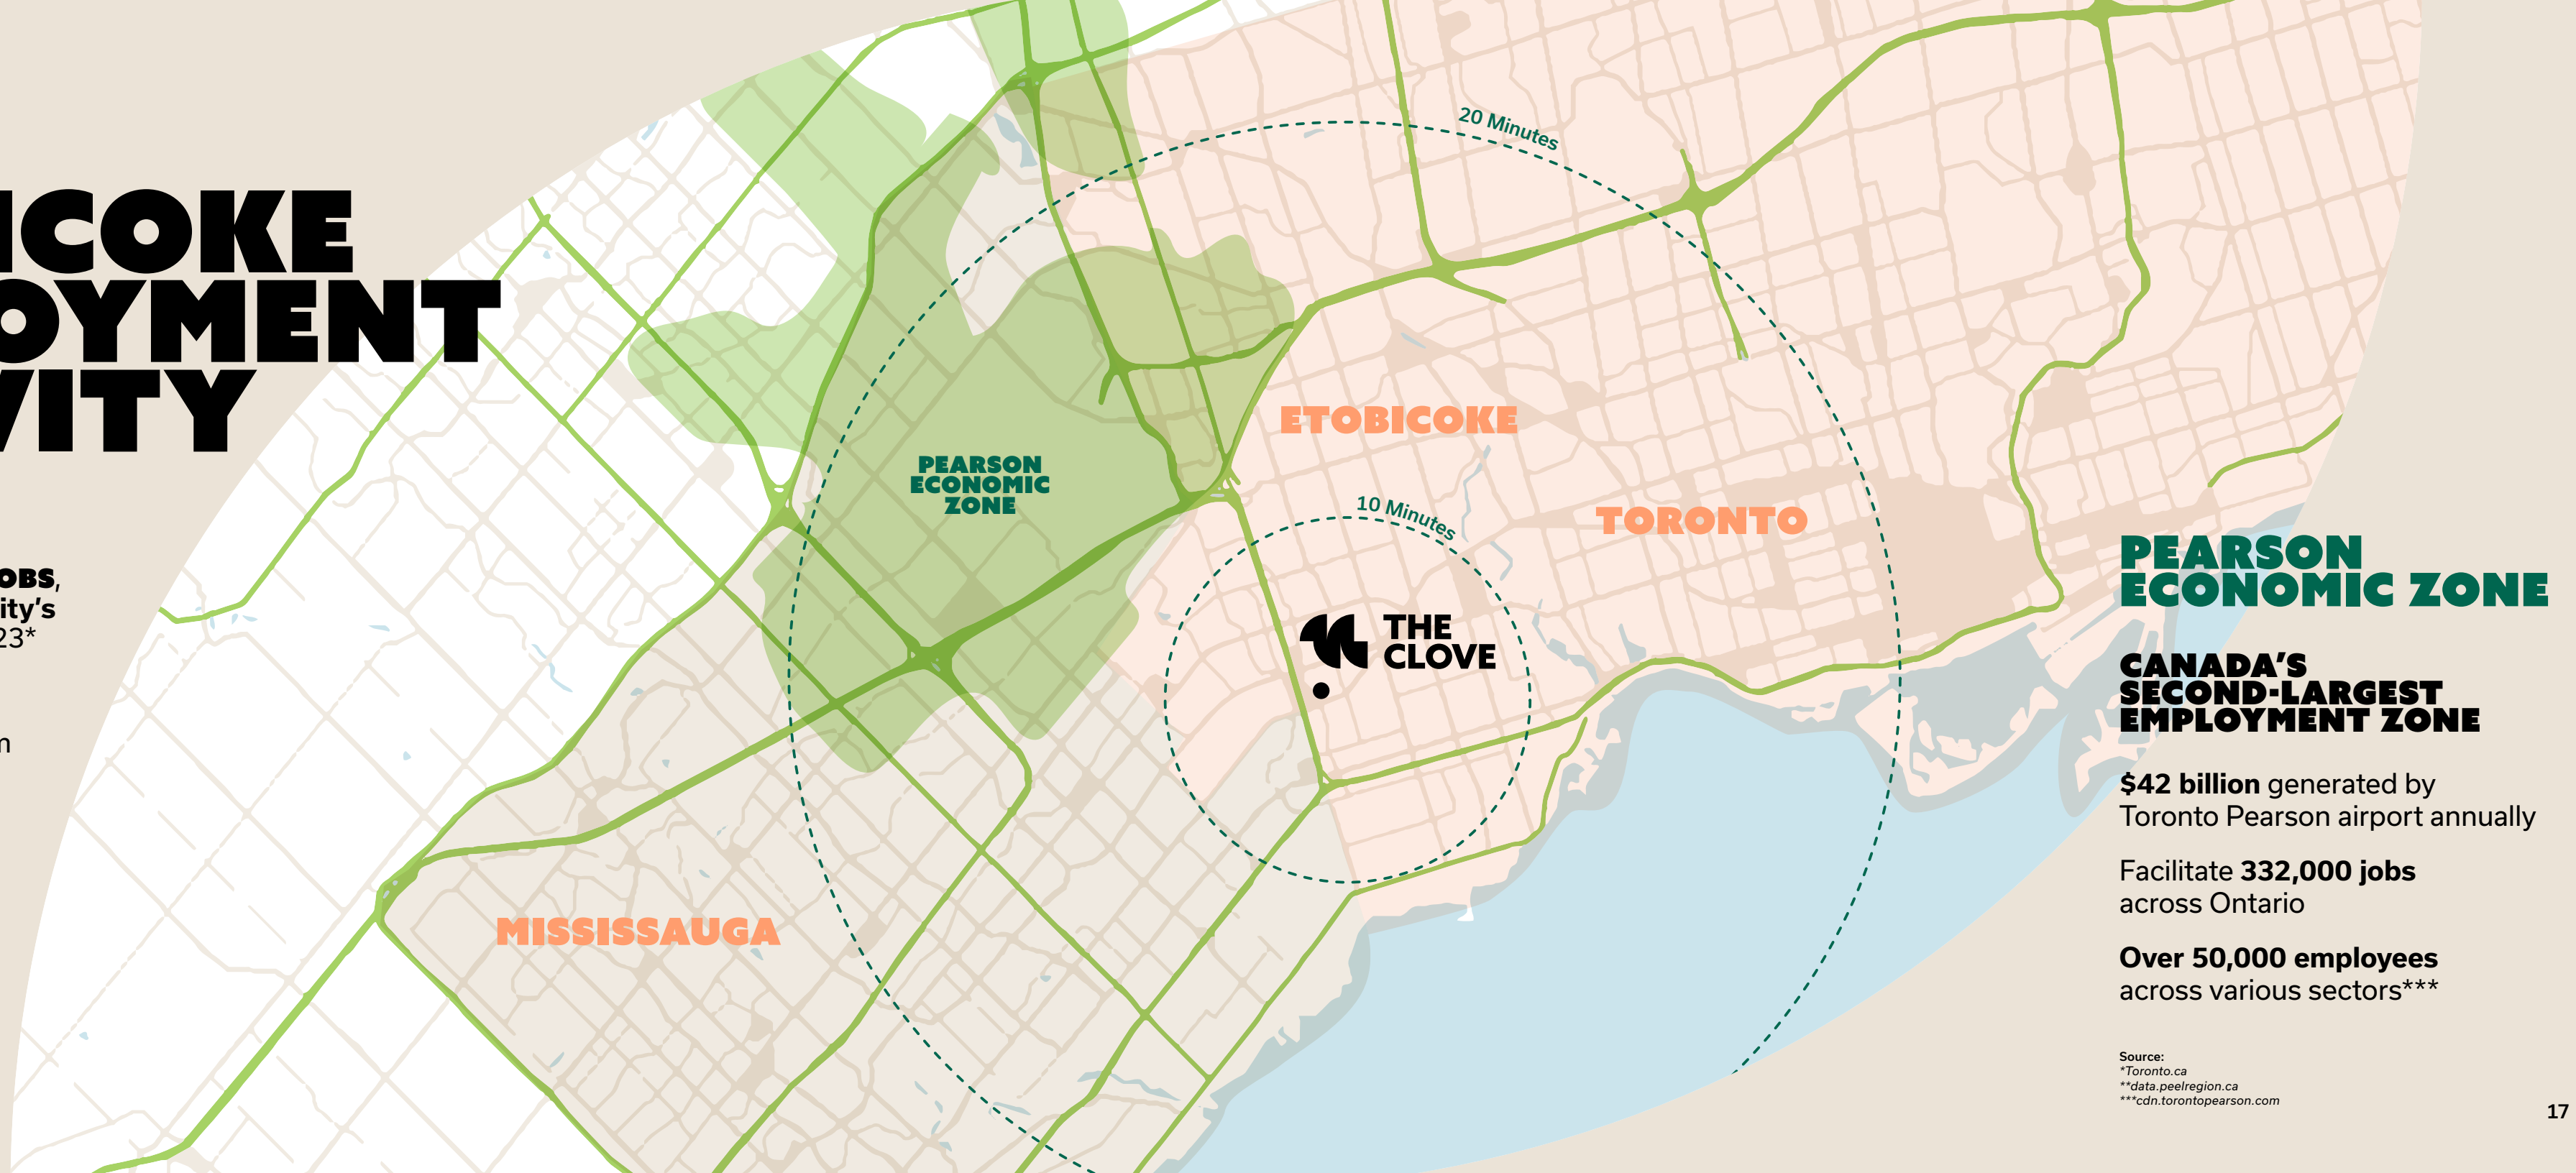 ICOKE
OYMENT
VITY
OBS,
ity's
23*
20 Minutes
ETOBICOKE
PEARSON
ECONOMIC
ZONE
10 Minutes
TORONTO
THE
CLOVE
MISSISSAUGA
PEARSON
ECONOMIC ZONE
CANADA'S
SECOND-LARGEST
EMPLOYMENT ZONE
$42 billion generated by
Toronto Pearson airport annually
Facilitate 332,000 jobs
across Ontario
Over 50,000 employees
across various sectors***
Source:
*Toronto.ca
**data.peelregion.ca
***cdn.torontopearson.com
17